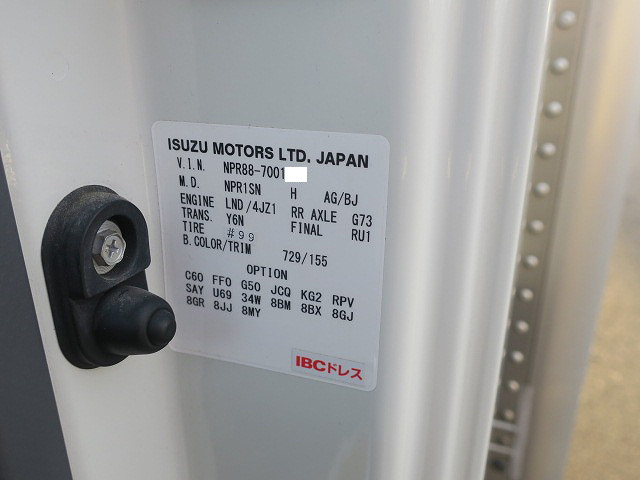 ISUZU MOTORS LTD. JAPAN
V.I.N. NPR88-7001
M.D. NPR1SN H AG/BJ
ENGINE LND/4JZ1 RR AXLE G73
TRANS. Y6N FINAL RU1
TIRE #99
B.COLOR/TRIM 729/155
OPTION
C60 FF0 G50 JCQ KG2 RPV
SAY U69 34W 8BM 8BX 8GJ
8GR 8JJ 8MY
IBCドレス